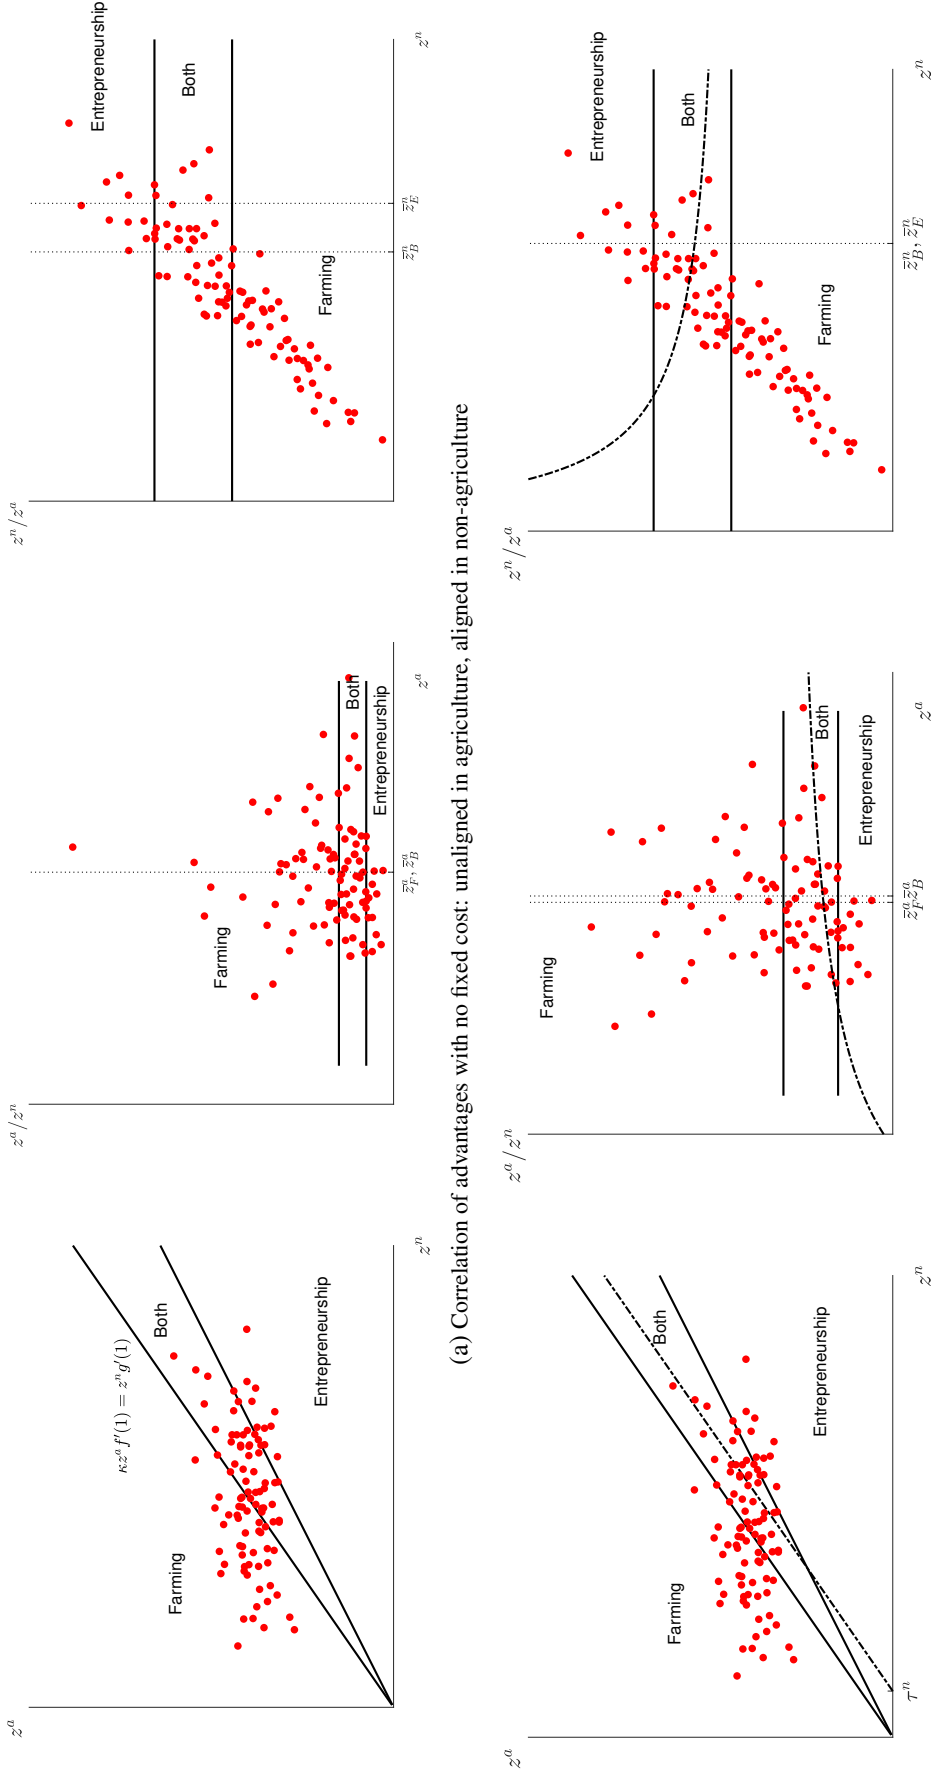 z^a
κz^a f′(1) = z^n g′(1)
Both
Farming
Entrepreneurship
z^n
z^a/z^n
Farming
Both
Entrepreneurship
z̄^a_F, z̄^a_B
z^a
z^n/z^a
Entrepreneurship
Both
Farming
z̄^n_B
z̄^n_E
z^n
(a) Correlation of advantages with no fixed cost: unaligned in agriculture, aligned in non-agriculture
z^a
Both
Farming
Entrepreneurship
τ^n
z^n
z^a/z^n
Farming
Both
Entrepreneurship
z̄^a_F z̄^a_B
z^a
z^n/z^a
Entrepreneurship
Both
Farming
z̄^n_B, z̄^n_E
z^n